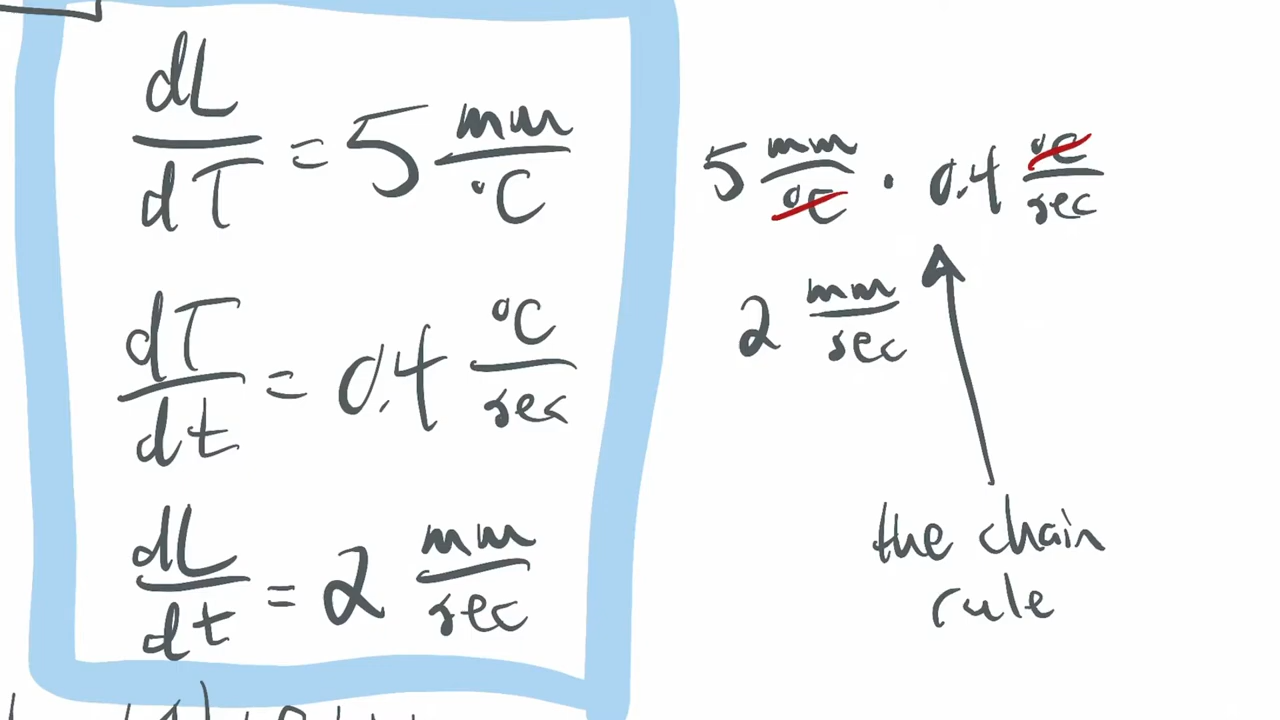 dL/dT = 5 mm/°C
dT/dt = 0.4 °C/sec
dL/dt = 2 mm/sec
5 mm/°C · 0.4 °C/sec
2 mm/sec
the chain
rule